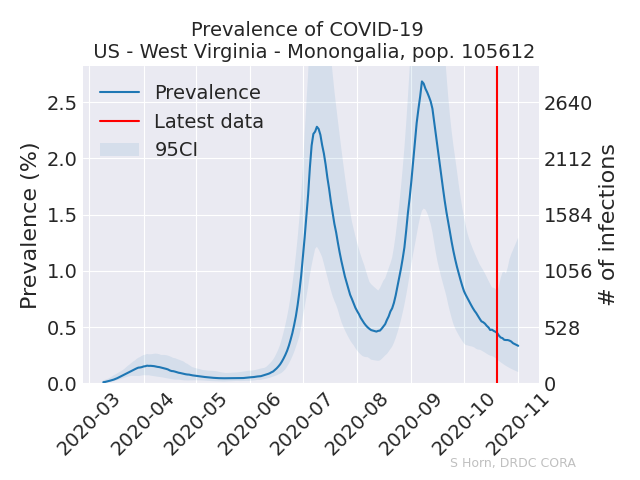 Prevalence of COVID-19
US - West Virginia - Monongalia, pop. 105612
Prevalence
Latest data
95CI
Prevalence (%)
2.5
2.0
1.5
1.0
0.5
0.0
2640
2112
1584
1056
528
0
# of infections
2020-03
2020-04
2020-05
2020-06
2020-07
2020-08
2020-09
2020-10
2020-11
S Horn, DRDC CORA